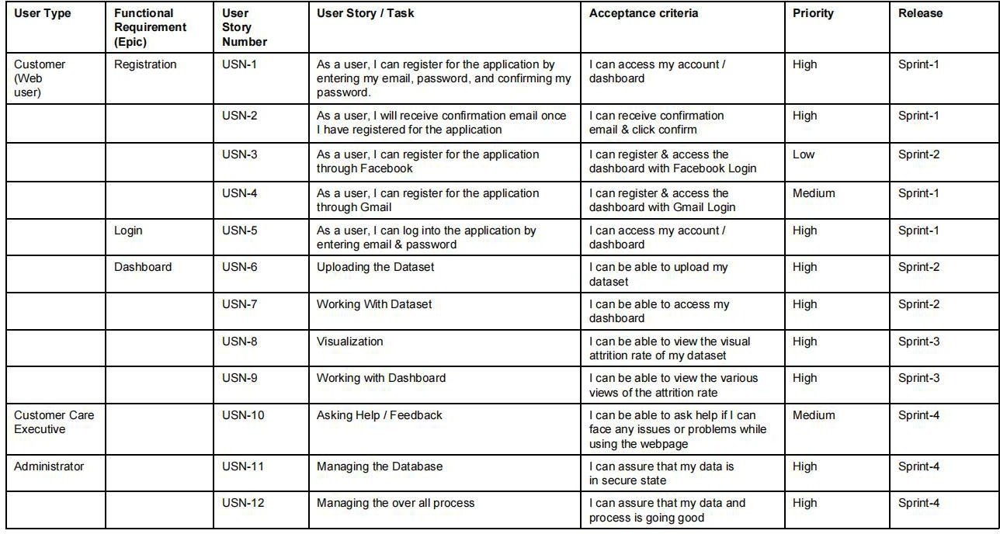 User Type Functional Requirement (Epic) User Story Number User Story / Task Acceptance criteria Priority Release
Customer (Web user) Registration USN-1 As a user, I can register for the application by entering my email, password, and confirming my password. I can access my account / dashboard High Sprint-1
USN-2 As a user, I will receive confirmation email once I have registered for the application I can receive confirmation email & click confirm High Sprint-1
USN-3 As a user, I can register for the application through Facebook I can register & access the dashboard with Facebook Login Low Sprint-2
USN-4 As a user, I can register for the application through Gmail I can register & access the dashboard with Gmail Login Medium Sprint-1
Login USN-5 As a user, I can log into the application by entering email & password I can access my account / dashboard High Sprint-1
Dashboard USN-6 Uploading the Dataset I can be able to upload my dataset High Sprint-2
USN-7 Working With Dataset I can be able to access my dashboard High Sprint-2
USN-8 Visualization I can be able to view the visual attrition rate of my dataset High Sprint-3
USN-9 Working with Dashboard I can be able to view the various views of the attrition rate High Sprint-3
Customer Care Executive USN-10 Asking Help / Feedback I can be able to ask help if I can face any issues or problems while using the webpage Medium Sprint-4
Administrator USN-11 Managing the Database I can assure that my data is in secure state High Sprint-4
USN-12 Managing the over all process I can assure that my data and process is going good High Sprint-4